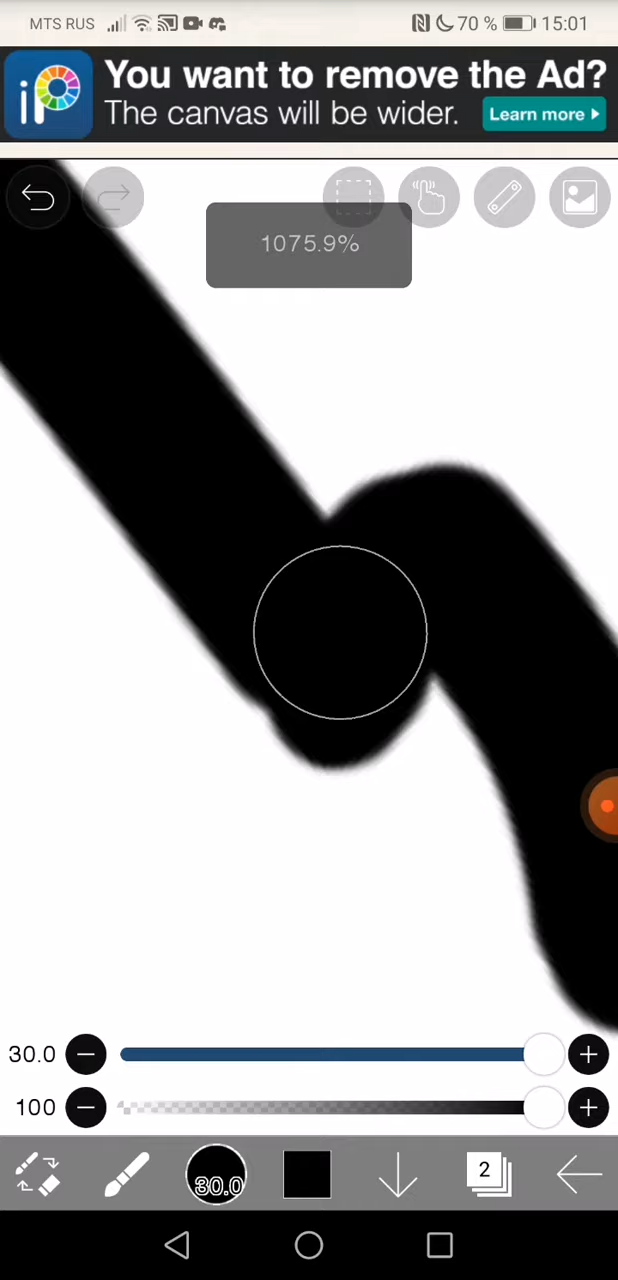 MTS RUS 70 % 15:01
iP You want to remove the Ad?
The canvas will be wider. Learn more
1075.9%
30.0
100
30.0 2